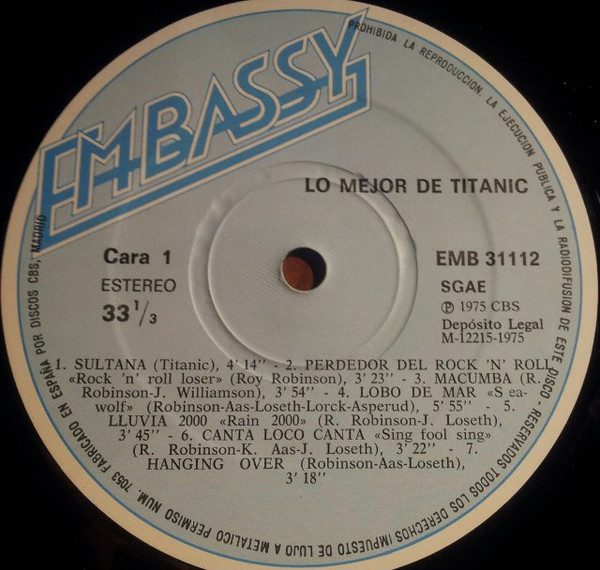 EMBASSY
LO MEJOR DE TITANIC
Cara 1
ESTEREO
33 1/3
EMB 31112
SGAE
Ⓟ 1975 CBS
Depósito Legal
M-12215-1975
1. SULTANA (Titanic), 4' 14" - 2. PERDEDOR DEL ROCK 'N' ROLL
«Rock 'n' roll loser» (Roy Robinson), 3' 23" - 3. MACUMBA (R.
Robinson-J. Williamson), 3' 54" - 4. LOBO DE MAR «Sea-
wolf» (Robinson-Aas-Loseth-Lorck-Asperud), 5' 55" - 5.
LLUVIA 2000 «Rain 2000» (R. Robinson-J. Loseth),
3' 45" - 6. CANTA LOCO CANTA «Sing fool sing»
(R. Robinson-K. Aas-J. Loseth), 3' 22" - 7.
HANGING OVER (Robinson-Aas-Loseth),
3' 18"
PROHIBIDA LA REPRODUCCION, LA EJECUCION PUBLICA Y LA RADIODIFUSION DE ESTE DISCO - RESERVADOS TODOS LOS DERECHOS IMPUESTO DE LUJO A METALICO PERMISO NUM. 7053 FABRICADO EN ESPAÑA POR DISCOS CBS, MADRID